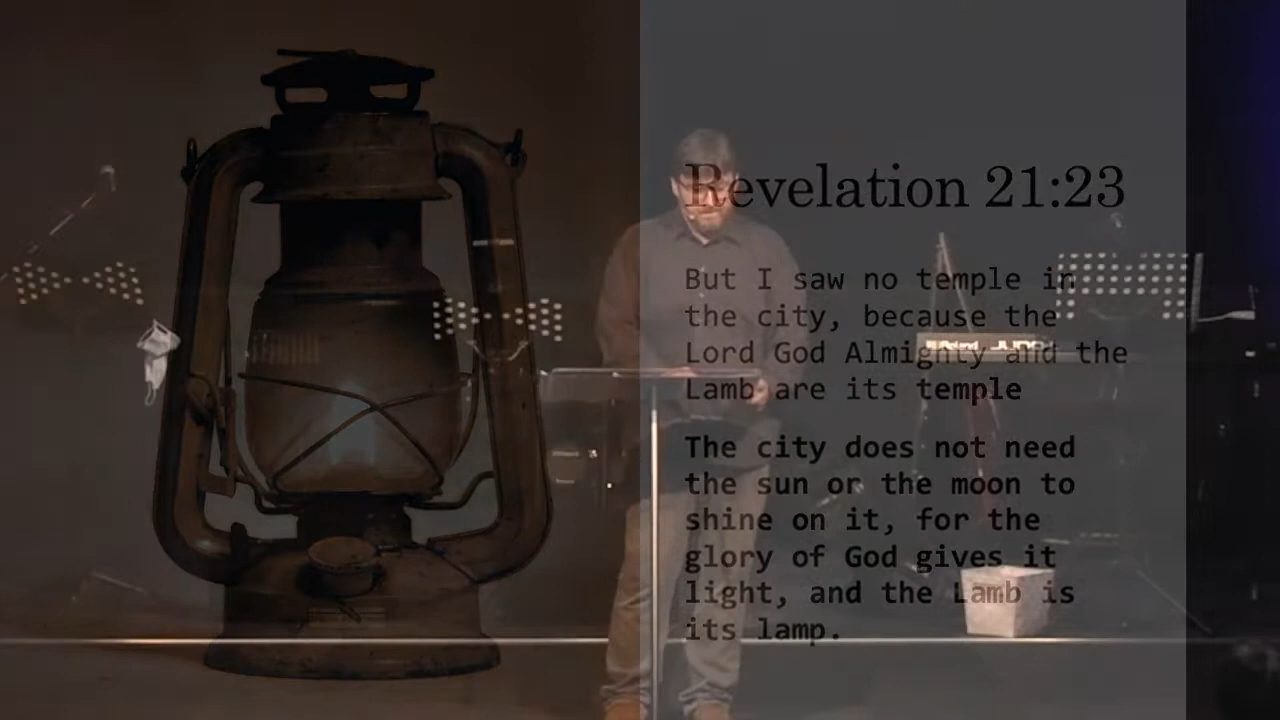 Revelation 21:23
But I saw no temple in
the city, because the
Lord God Almighty and the
Lamb are its temple
The city does not need
the sun or the moon to
shine on it, for the
glory of God gives it
light, and the Lamb is
its lamp.
Roland JUNO